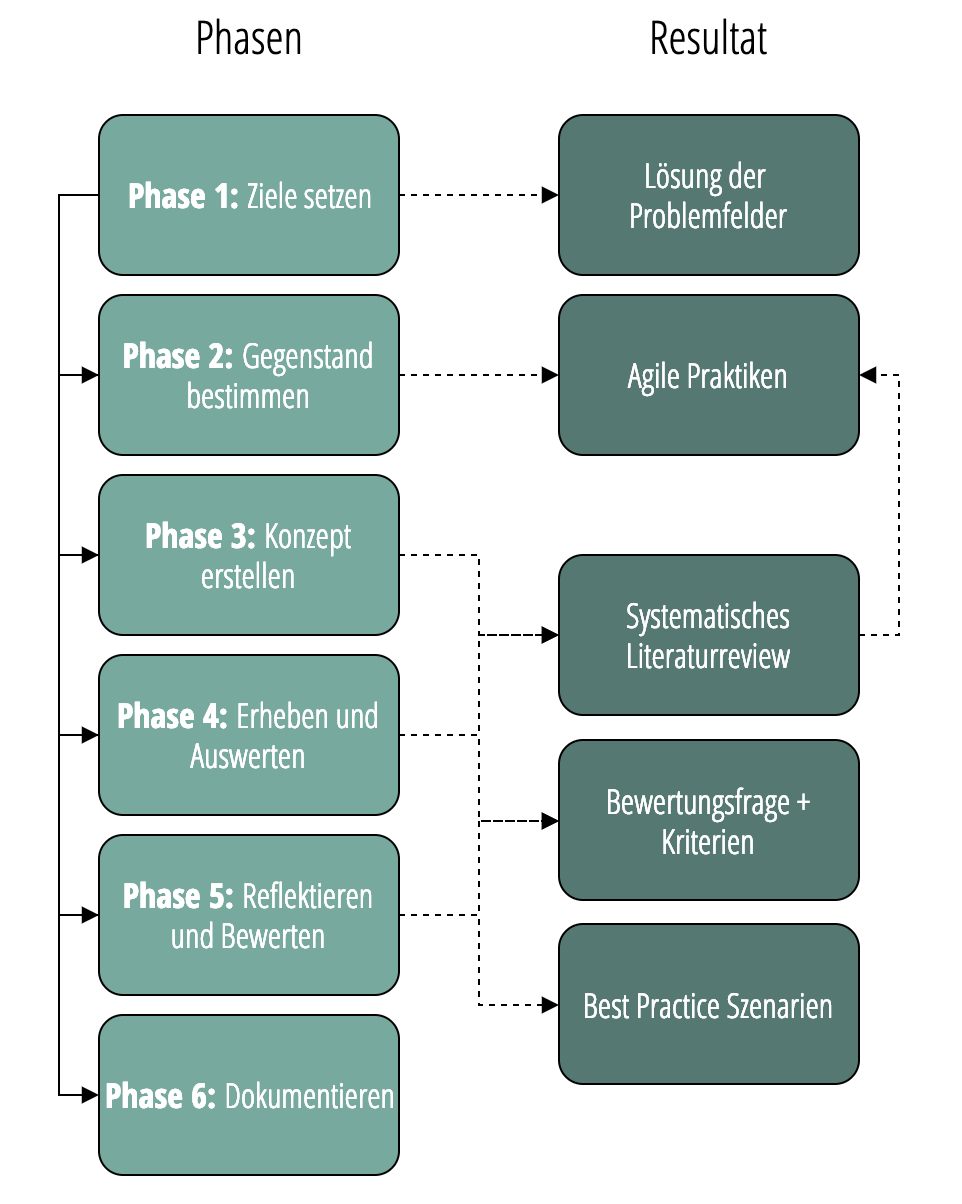 Phasen
Resultat
Phase 1: Ziele setzen
Lösung der
Problemfelder
Phase 2: Gegenstand
bestimmen
Agile Praktiken
Phase 3: Konzept
erstellen
Systematisches
Literaturreview
Phase 4: Erheben und
Auswerten
Bewertungsfrage +
Kriterien
Phase 5: Reflektieren
und Bewerten
Best Practice Szenarien
Phase 6: Dokumentieren